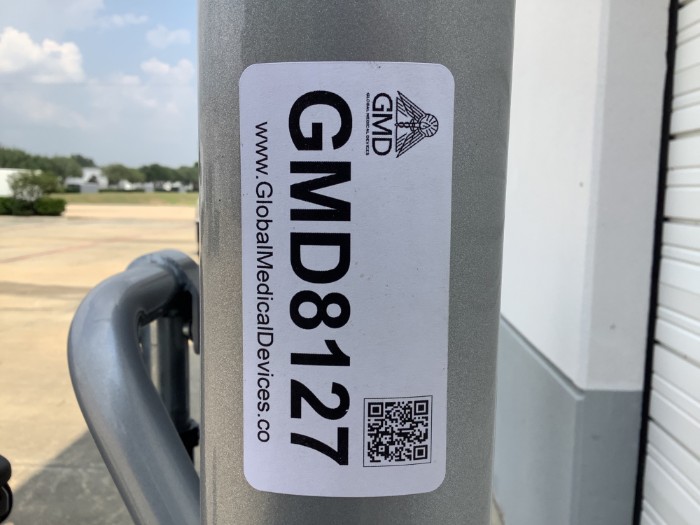 GMD
GLOBAL MEDICAL DEVICES
GMD8127
www.GlobalMedicalDevices.co